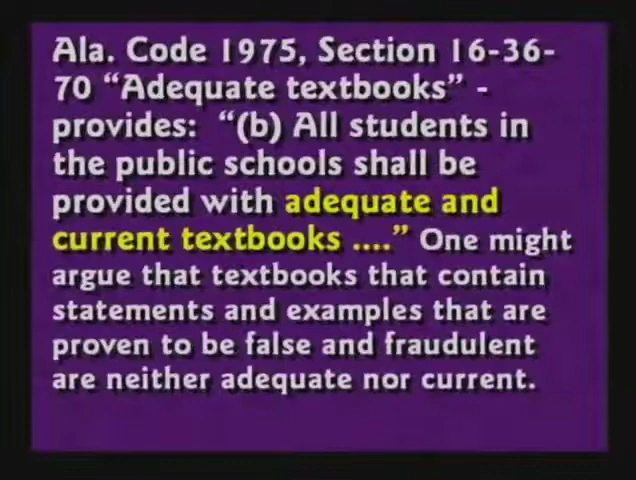 Ala. Code 1975, Section 16-36-
70 “Adequate textbooks” -
provides:  “(b) All students in
the public schools shall be
provided with adequate and
current textbooks ....” One might
argue that textbooks that contain
statements and examples that are
proven to be false and fraudulent
are neither adequate nor current.